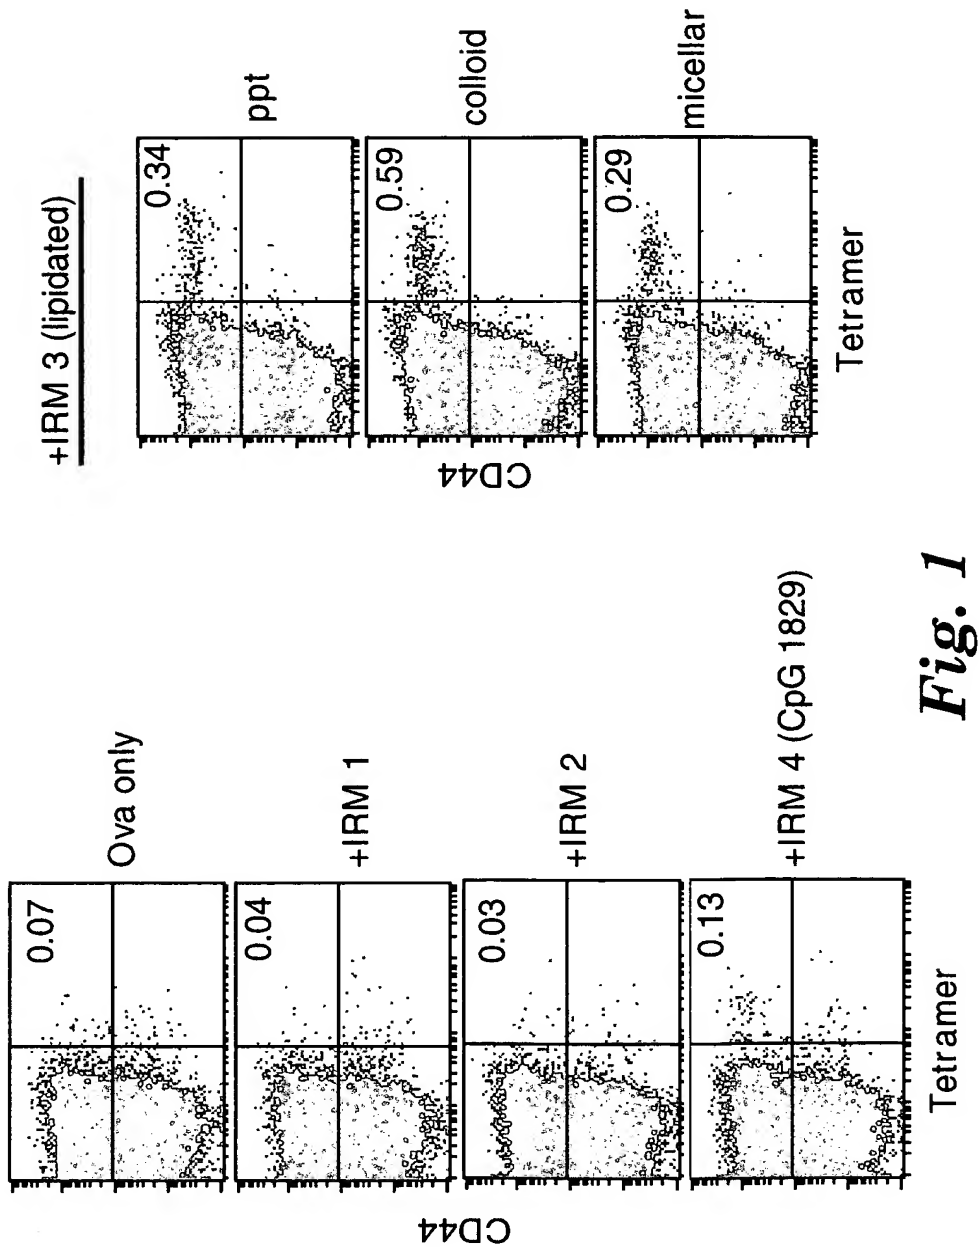 0.07
Ova only
0.04
+IRM 1
0.03
+IRM 2
0.13
+IRM 4 (CpG 1829)
CD44
Tetramer
+IRM 3 (lipidated)
0.34
ppt
0.59
colloid
0.29
micellar
CD44
Tetramer
Fig. 1